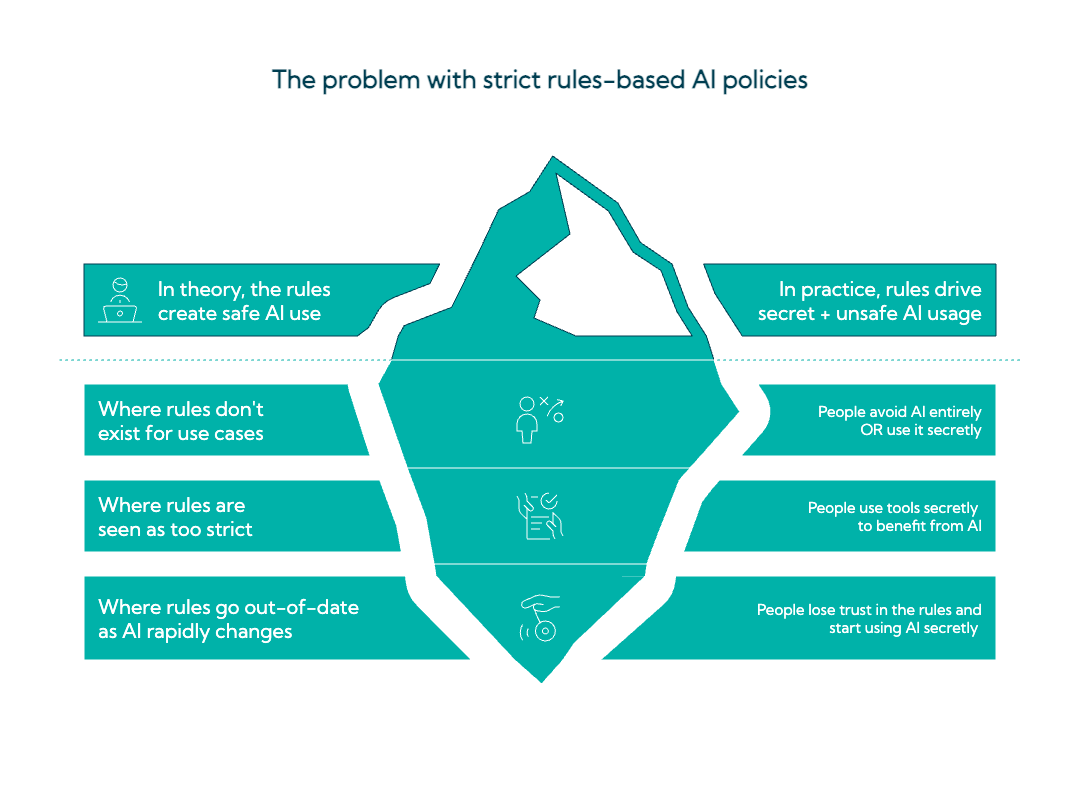 The problem with strict rules-based AI policies
In theory, the rules
create safe AI use
In practice, rules drive
secret + unsafe AI usage
Where rules don't
exist for use cases
People avoid AI entirely
OR use it secretly
Where rules are
seen as too strict
People use tools secretly
to benefit from AI
Where rules go out-of-date
as AI rapidly changes
People lose trust in the rules and
start using AI secretly